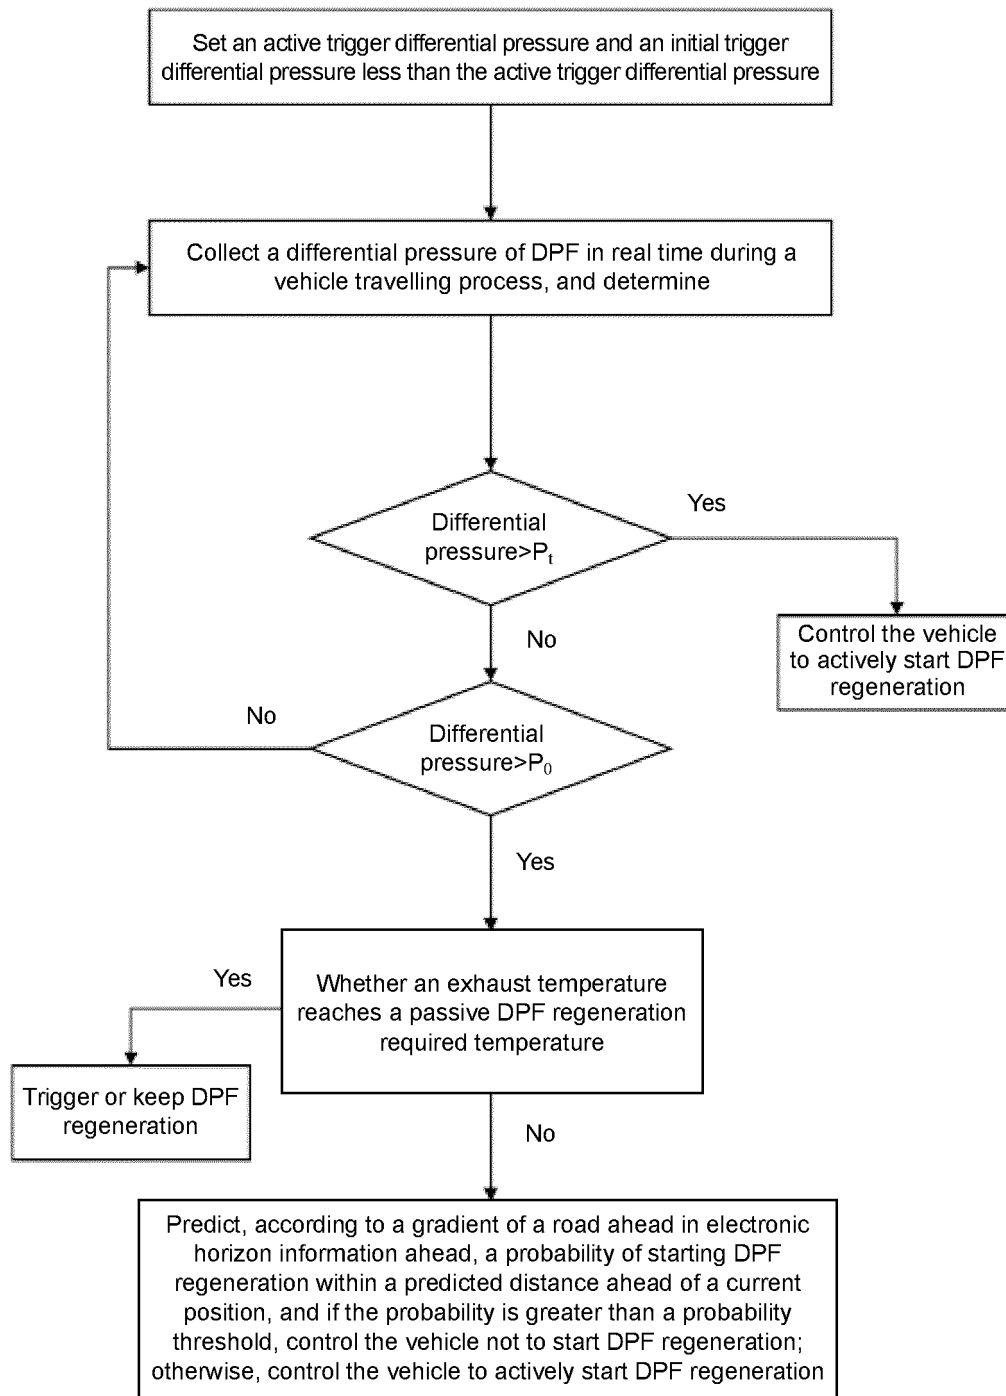 Set an active trigger differential pressure and an initial trigger
differential pressure less than the active trigger differential pressure
Collect a differential pressure of DPF in real time during a
vehicle travelling process, and determine
Differential
pressure>Pₜ
Yes
No
Control the vehicle
to actively start DPF
regeneration
Differential
pressure>P₀
No
Yes
Whether an exhaust temperature
reaches a passive DPF regeneration
required temperature
Yes
Trigger or keep DPF
regeneration
No
Predict, according to a gradient of a road ahead in electronic
horizon information ahead, a probability of starting DPF
regeneration within a predicted distance ahead of a current
position, and if the probability is greater than a probability
threshold, control the vehicle not to start DPF regeneration;
otherwise, control the vehicle to actively start DPF regeneration